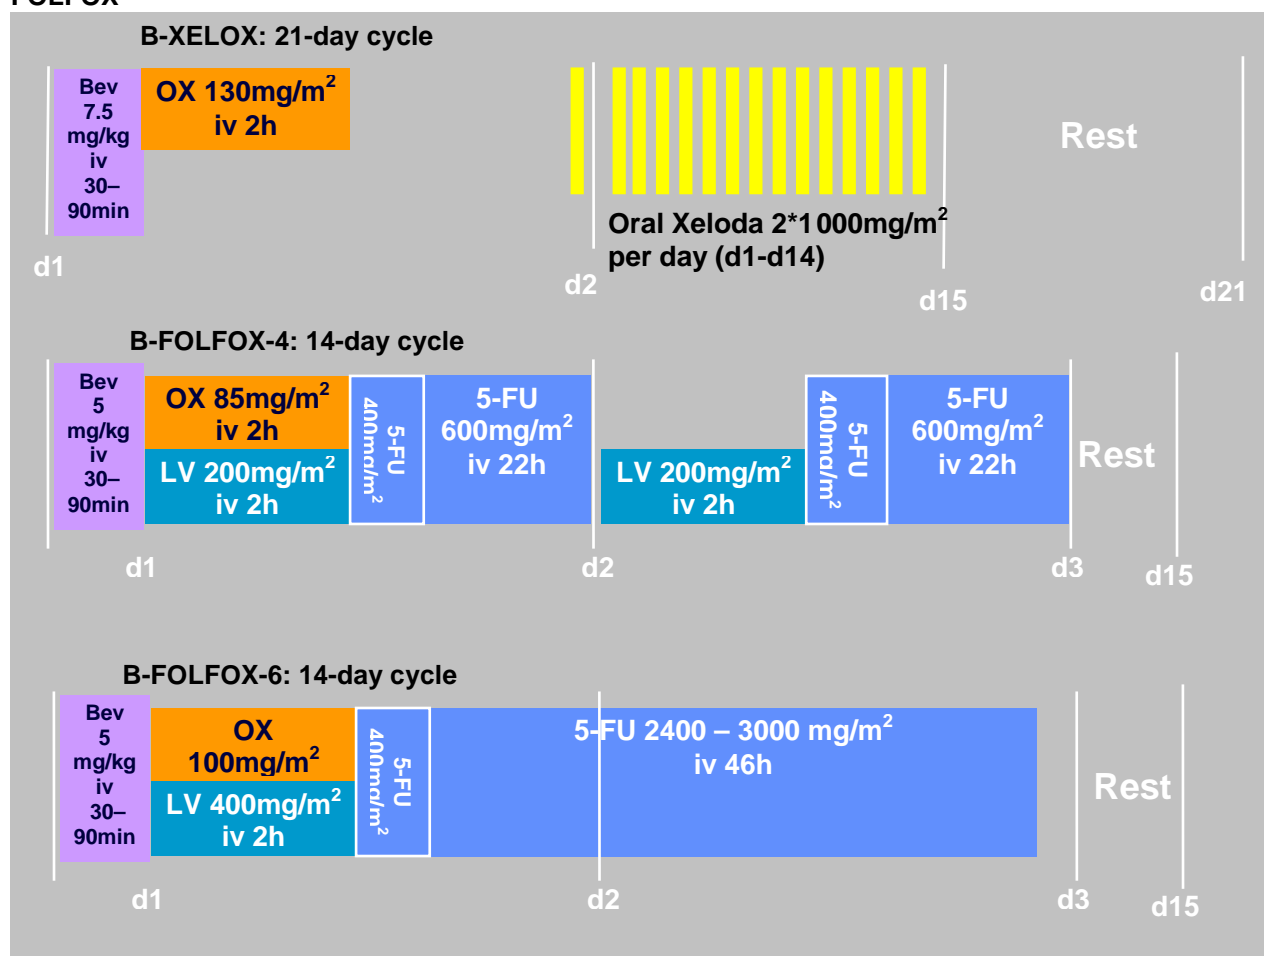 FOLFOX
B-XELOX: 21-day cycle
Bev
7.5
mg/kg
iv
30–
90min
OX 130mg/m²
iv 2h
Rest
Oral Xeloda 2*1000mg/m²
per day (d1-d14)
d1
d2
d15
d21
B-FOLFOX-4: 14-day cycle
Bev
5
mg/kg
iv
30–
90min
OX 85mg/m²
iv 2h
LV 200mg/m²
iv 2h
5-FU
400mg/m²
5-FU
600mg/m²
iv 22h
LV 200mg/m²
iv 2h
5-FU
400mg/m²
5-FU
600mg/m²
iv 22h
Rest
d1
d2
d3
d15
B-FOLFOX-6: 14-day cycle
Bev
5
mg/kg
iv
30–
90min
OX
100mg/m²
LV 400mg/m²
iv 2h
5-FU
400mg/m²
5-FU 2400 – 3000 mg/m²
iv 46h
Rest
d1
d2
d3
d15